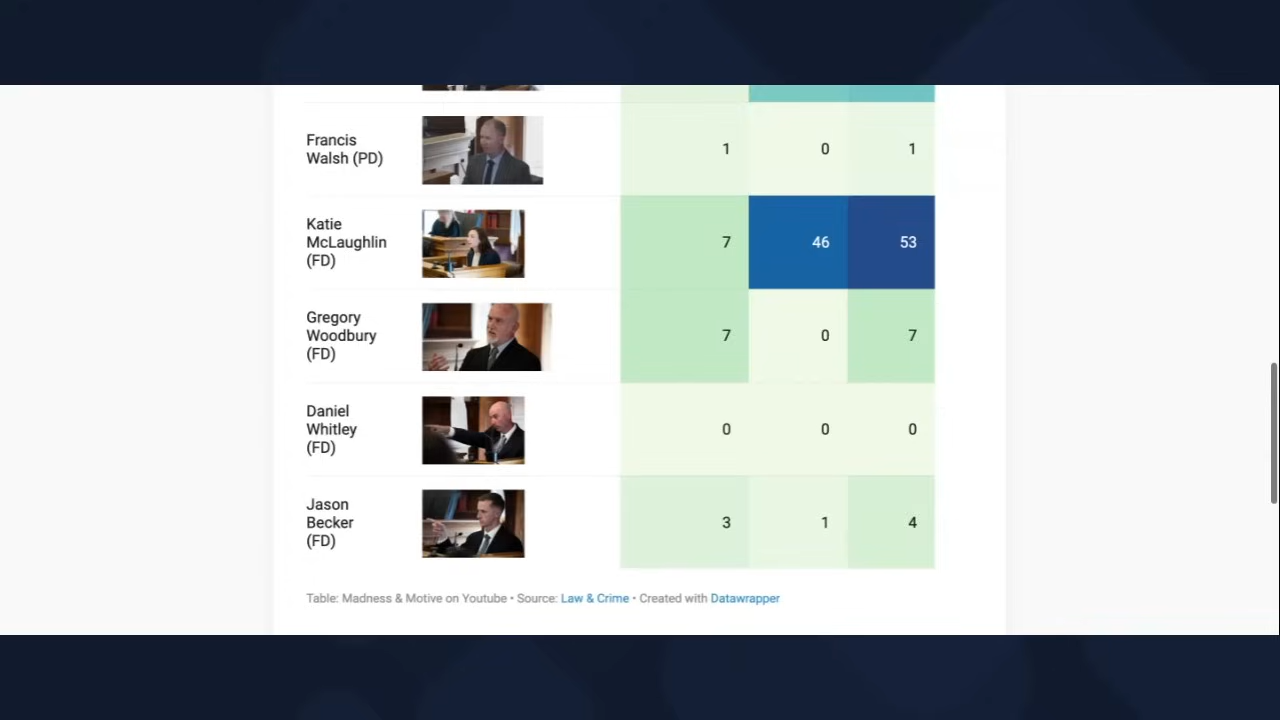 Francis
Walsh (PD)
1 0 1
Katie
McLaughlin
(FD)
7 46 53
Gregory
Woodbury
(FD)
7 0 7
Daniel
Whitley
(FD)
0 0 0
Jason
Becker
(FD)
3 1 4
Table: Madness & Motive on Youtube • Source: Law & Crime • Created with Datawrapper